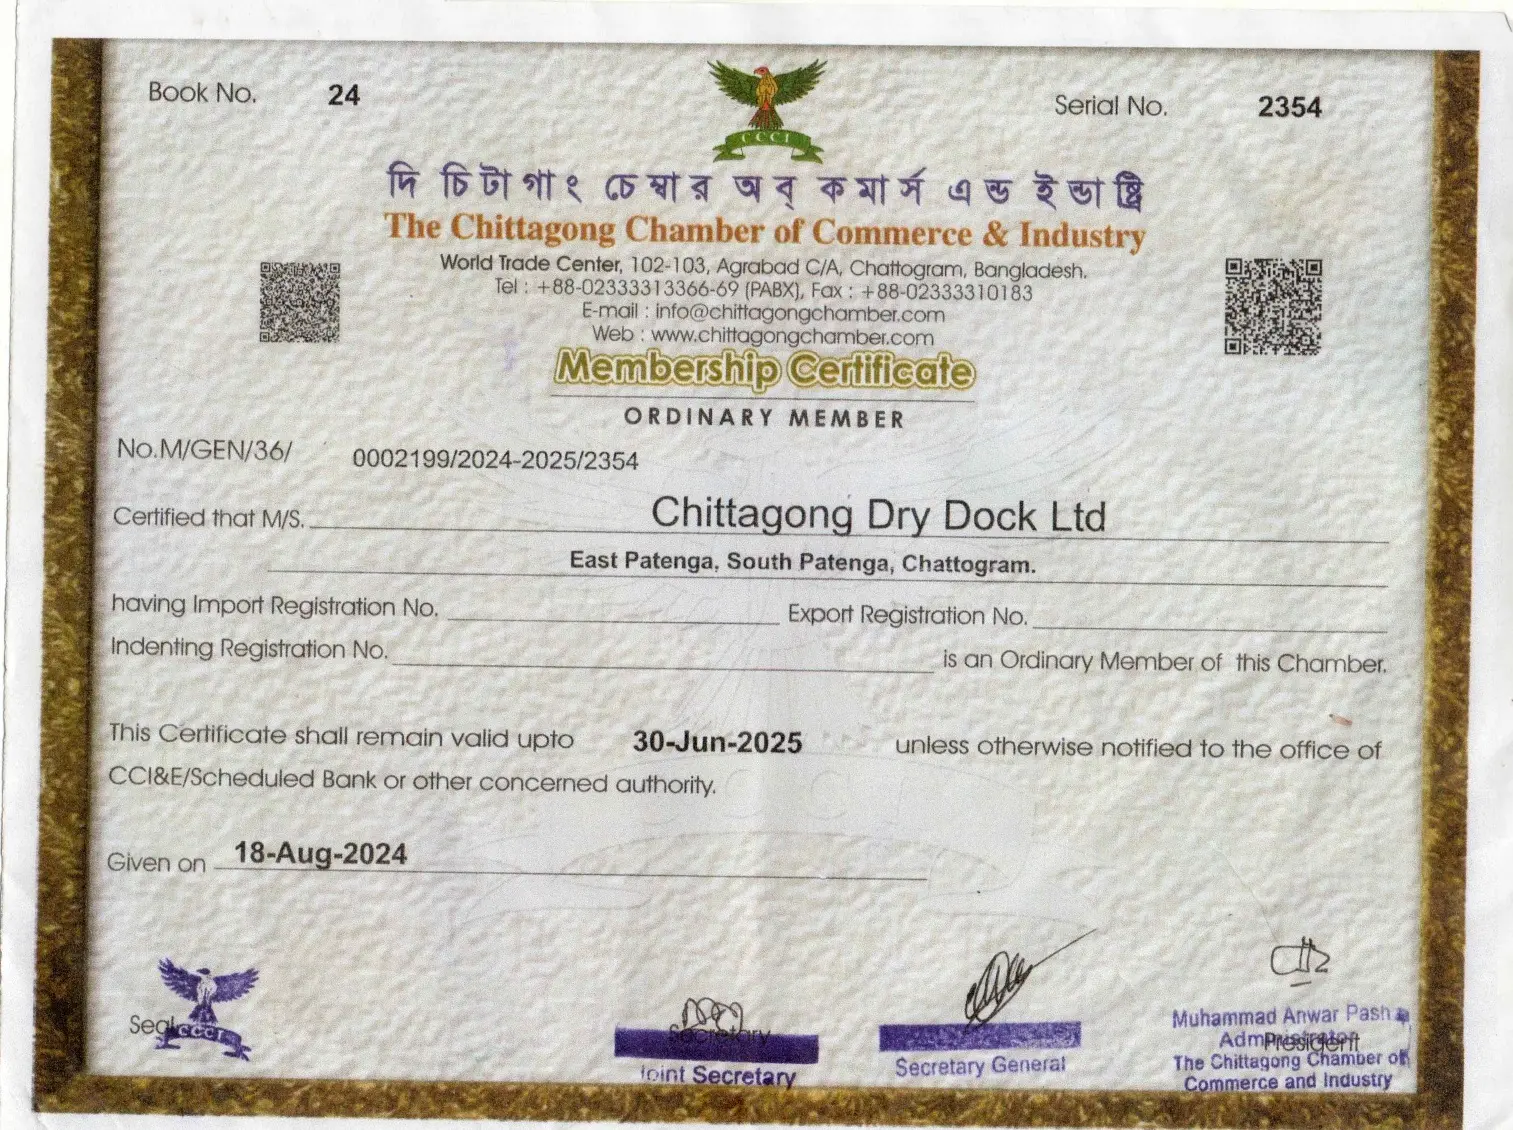 Book No. 24
CCCI
Serial No. 2354
দি চিটাগাং চেম্বার অব্ কমার্স এন্ড ইন্ডাষ্ট্রি
The Chittagong Chamber of Commerce & Industry
World Trade Center, 102-103, Agrabad C/A, Chattogram, Bangladesh.
Tel : +88-02333313366-69 (PABX), Fax : +88-02333310183
E-mail : info@chittagongchamber.com
Web : www.chittagongchamber.com
Membership Certificate
ORDINARY MEMBER
No.M/GEN/36/ 0002199/2024-2025/2354
Certified that M/S. Chittagong Dry Dock Ltd
East Patenga, South Patenga, Chattogram.
having Import Registration No. Export Registration No.
Indenting Registration No. is an Ordinary Member of this Chamber.
This Certificate shall remain valid upto 30-Jun-2025 unless otherwise notified to the office of
CCI&E/Scheduled Bank or other concerned authority.
Given on 18-Aug-2024
Seal
CCCI
Secretary
Joint Secretary
Secretary General
Muhammad Anwar Pasha
Administrator
President
The Chittagong Chamber of
Commerce and Industry